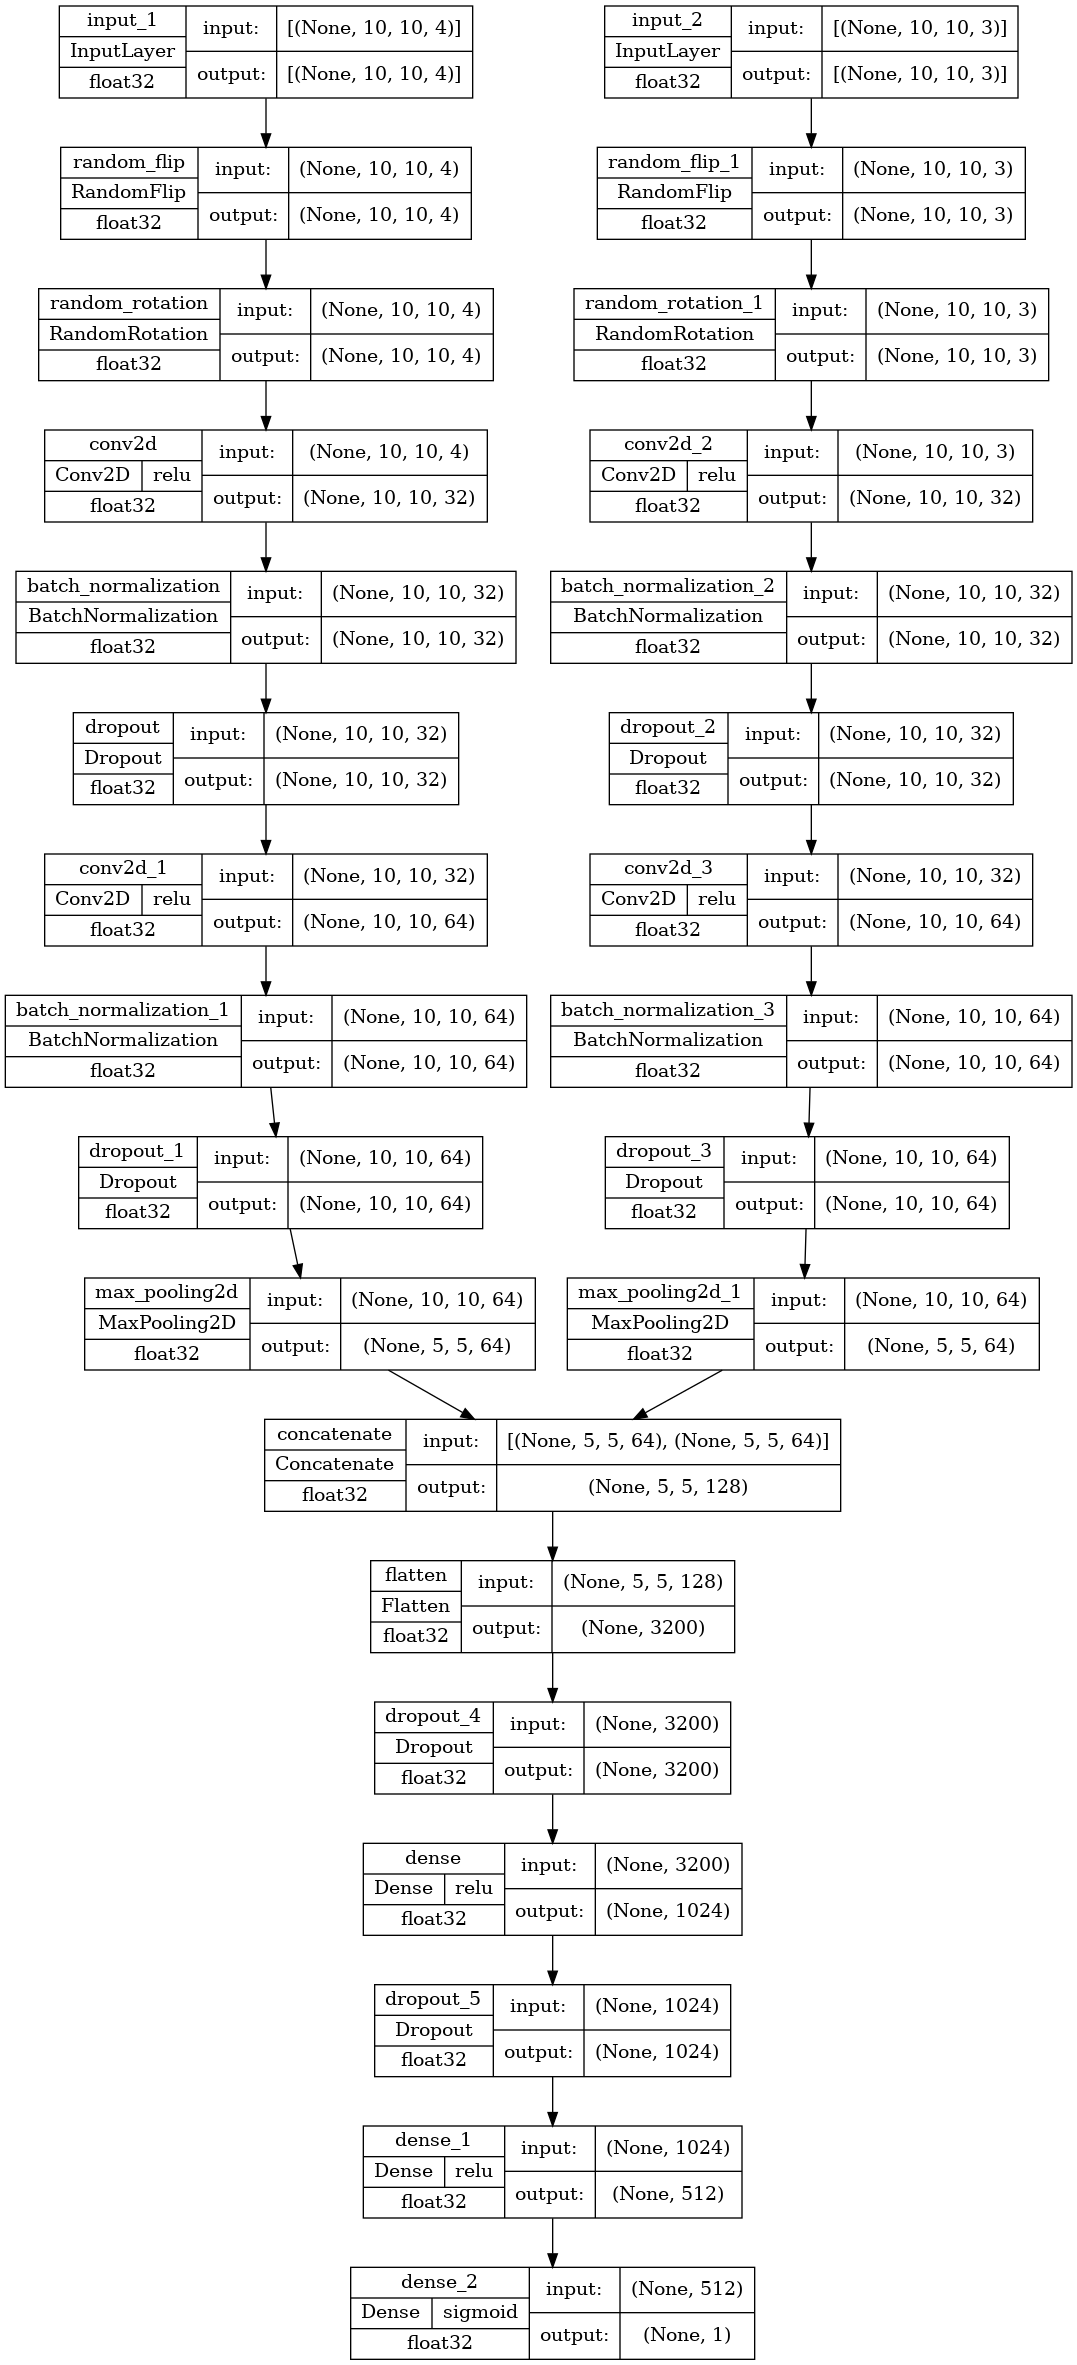 input_1
InputLayer
float32
input:
[(None, 10, 10, 4)]
output:
[(None, 10, 10, 4)]
input_2
InputLayer
float32
input:
[(None, 10, 10, 3)]
output:
[(None, 10, 10, 3)]
random_flip
RandomFlip
float32
input:
(None, 10, 10, 4)
output:
(None, 10, 10, 4)
random_flip_1
RandomFlip
float32
input:
(None, 10, 10, 3)
output:
(None, 10, 10, 3)
random_rotation
RandomRotation
float32
input:
(None, 10, 10, 4)
output:
(None, 10, 10, 4)
random_rotation_1
RandomRotation
float32
input:
(None, 10, 10, 3)
output:
(None, 10, 10, 3)
conv2d
Conv2D relu
float32
input:
(None, 10, 10, 4)
output:
(None, 10, 10, 32)
conv2d_2
Conv2D relu
float32
input:
(None, 10, 10, 3)
output:
(None, 10, 10, 32)
batch_normalization
BatchNormalization
float32
input:
(None, 10, 10, 32)
output:
(None, 10, 10, 32)
batch_normalization_2
BatchNormalization
float32
input:
(None, 10, 10, 32)
output:
(None, 10, 10, 32)
dropout
Dropout
float32
input:
(None, 10, 10, 32)
output:
(None, 10, 10, 32)
dropout_2
Dropout
float32
input:
(None, 10, 10, 32)
output:
(None, 10, 10, 32)
conv2d_1
Conv2D relu
float32
input:
(None, 10, 10, 32)
output:
(None, 10, 10, 64)
conv2d_3
Conv2D relu
float32
input:
(None, 10, 10, 32)
output:
(None, 10, 10, 64)
batch_normalization_1
BatchNormalization
float32
input:
(None, 10, 10, 64)
output:
(None, 10, 10, 64)
batch_normalization_3
BatchNormalization
float32
input:
(None, 10, 10, 64)
output:
(None, 10, 10, 64)
dropout_1
Dropout
float32
input:
(None, 10, 10, 64)
output:
(None, 10, 10, 64)
dropout_3
Dropout
float32
input:
(None, 10, 10, 64)
output:
(None, 10, 10, 64)
max_pooling2d
MaxPooling2D
float32
input:
(None, 10, 10, 64)
output:
(None, 5, 5, 64)
max_pooling2d_1
MaxPooling2D
float32
input:
(None, 10, 10, 64)
output:
(None, 5, 5, 64)
concatenate
Concatenate
float32
input:
[(None, 5, 5, 64), (None, 5, 5, 64)]
output:
(None, 5, 5, 128)
flatten
Flatten
float32
input:
(None, 5, 5, 128)
output:
(None, 3200)
dropout_4
Dropout
float32
input:
(None, 3200)
output:
(None, 3200)
dense
Dense relu
float32
input:
(None, 3200)
output:
(None, 1024)
dropout_5
Dropout
float32
input:
(None, 1024)
output:
(None, 1024)
dense_1
Dense relu
float32
input:
(None, 1024)
output:
(None, 512)
dense_2
Dense sigmoid
float32
input:
(None, 512)
output:
(None, 1)